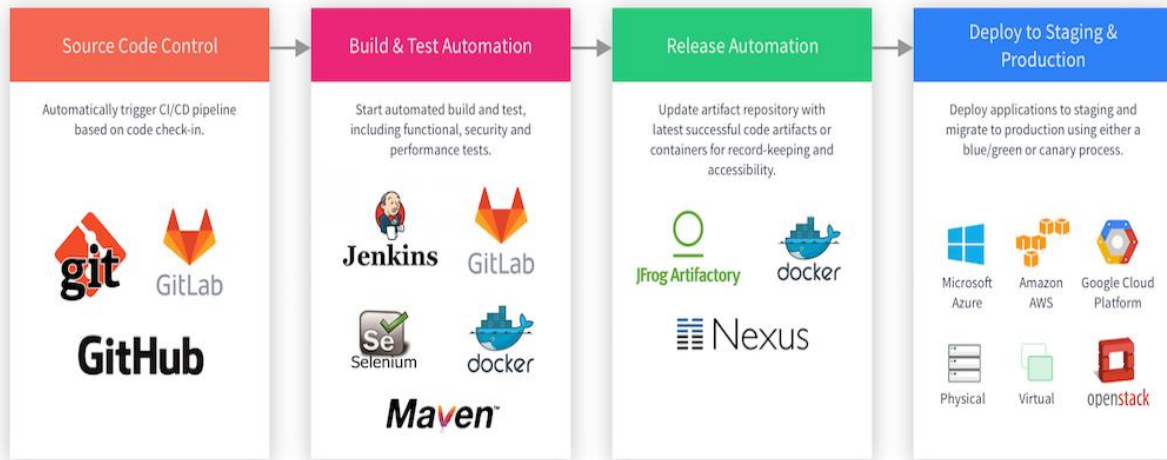 Source Code Control
Automatically trigger CI/CD pipeline
based on code check-in.
git
GitLab
GitHub
Build & Test Automation
Start automated build and test,
including functional, security and
performance tests.
Jenkins
GitLab
Se
Selenium
docker
Maven™
Release Automation
Update artifact repository with
latest successful code artifacts or
containers for record-keeping and
accessibility.
JFrog Artifactory
docker
Nexus
Deploy to Staging &
Production
Deploy applications to staging and
migrate to production using either a
blue/green or canary process.
Microsoft
Azure
Amazon
AWS
Google Cloud
Platform
Physical
Virtual
openstack